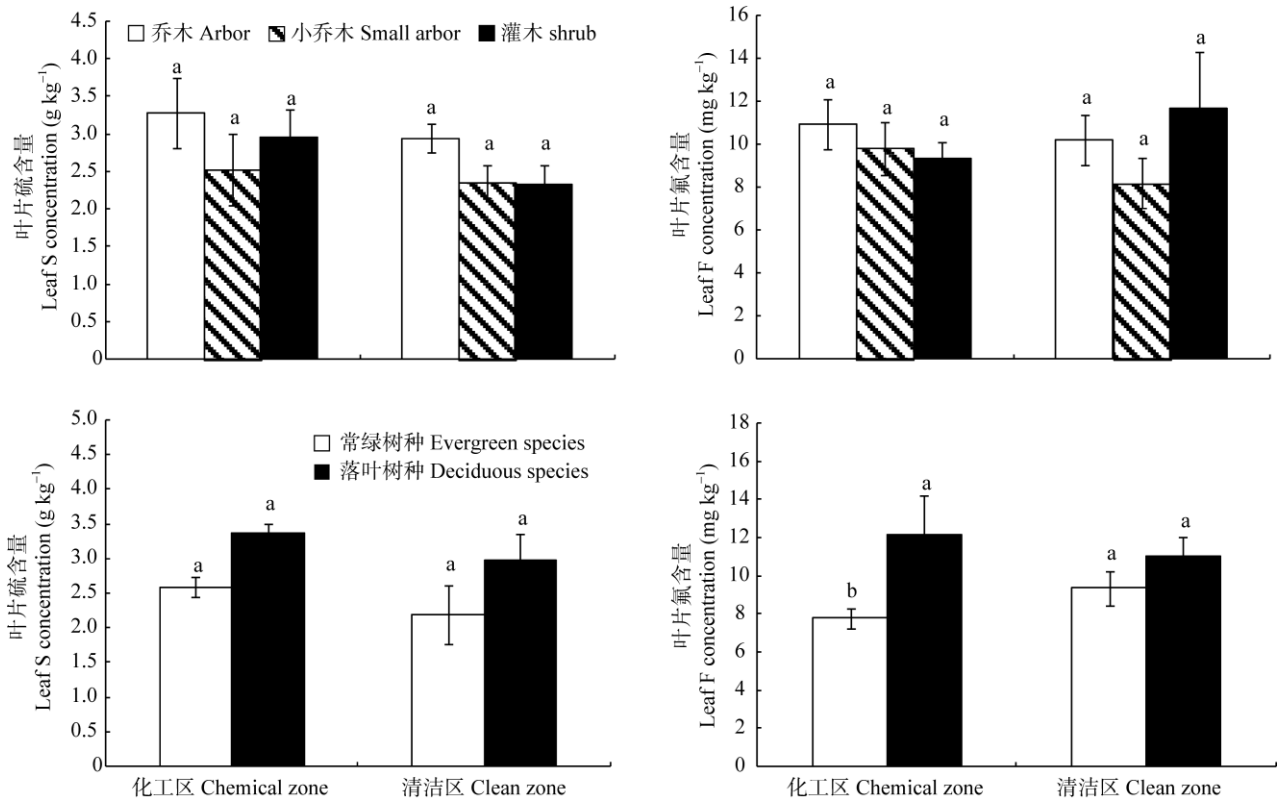 4.5
4.0
3.5
3.0
2.5
2.0
1.5
1.0
0.5
0
叶片硫含量
Leaf S concentration (g kg⁻¹)
乔木 Arbor 小乔木 Small arbor 灌木 shrub
a a a a a a
16
14
12
10
8
6
4
2
0
叶片氟含量
Leaf F concentration (mg kg⁻¹)
a a a a a a
5.0
4.5
4.0
3.5
3.0
2.5
2.0
1.5
1.0
0.5
0
叶片硫含量
Leaf S concentration (g kg⁻¹)
常绿树种 Evergreen species
落叶树种 Deciduous species
a a a a
化工区 Chemical zone 清洁区 Clean zone
18
16
14
12
10
8
6
4
2
0
叶片氟含量
Leaf F concentration (mg kg⁻¹)
b a a a
化工区 Chemical zone 清洁区 Clean zone